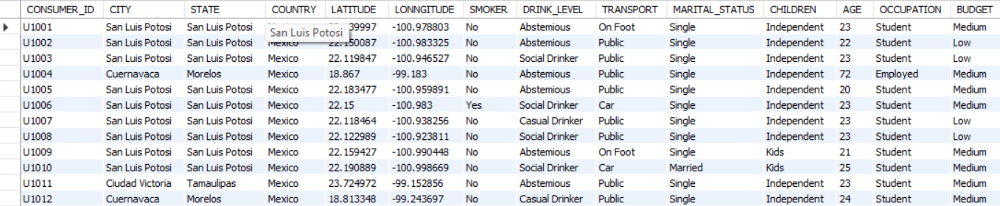 CONSUMER_ID CITY STATE COUNTRY LATITUDE LONNGITUDE SMOKER DRINK_LEVEL TRANSPORT MARITAL_STATUS CHILDREN AGE OCCUPATION BUDGET
U1001 San Luis Potosi San Luis Potosi 39997 -100.978803 No Abstemious On Foot Single Independent 23 Student Medium
San Luis Potosi
U1002 San Luis Potosi San Luis Potosi Mexico 22.150087 -100.983325 No Abstemious Public Single Independent 22 Student Low
U1003 San Luis Potosi San Luis Potosi Mexico 22.119847 -100.946527 No Social Drinker Public Single Independent 23 Student Low
U1004 Cuernavaca Morelos Mexico 18.867 -99.183 No Abstemious Public Single Independent 72 Employed Medium
U1005 San Luis Potosi San Luis Potosi Mexico 22.183477 -100.959891 No Abstemious Public Single Independent 20 Student Medium
U1006 San Luis Potosi San Luis Potosi Mexico 22.15 -100.983 Yes Social Drinker Car Single Independent 23 Student Medium
U1007 San Luis Potosi San Luis Potosi Mexico 22.118464 -100.938256 No Casual Drinker Public Single Independent 23 Student Low
U1008 San Luis Potosi San Luis Potosi Mexico 22.122989 -100.923811 No Social Drinker Public Single Independent 23 Student Low
U1009 San Luis Potosi San Luis Potosi Mexico 22.159427 -100.990448 No Abstemious On Foot Single Kids 21 Student Medium
U1010 San Luis Potosi San Luis Potosi Mexico 22.190889 -100.998669 No Social Drinker Car Married Kids 25 Student Medium
U1011 Ciudad Victoria Tamaulipas Mexico 23.724972 -99.152856 No Abstemious Public Single Independent 23 Student Medium
U1012 Cuernavaca Morelos Mexico 18.813348 -99.243697 No Casual Drinker Public Single Independent 24 Student Medium